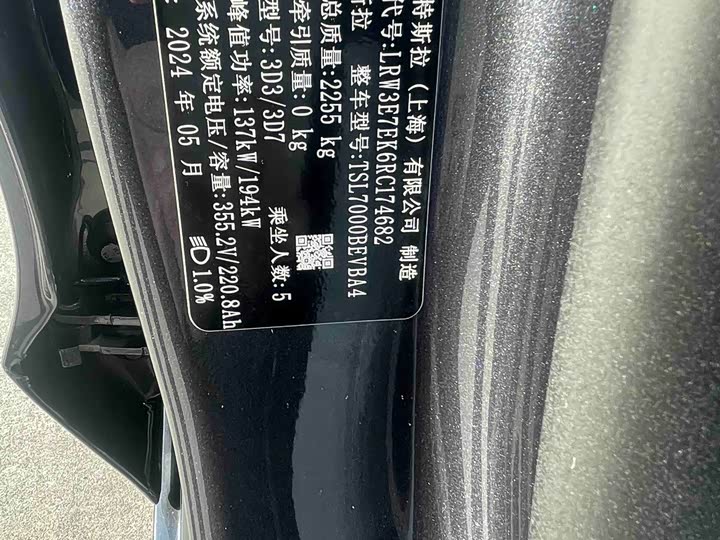 特斯拉（上海）有限公司 制造
代号:LRW3E7EK6RC174682
斯拉 整车型号:TSL7000BEVBA4
总质量:2255 kg
牵引质量:0 kg 乘坐人数:5
型号:3D3/3D7
峰值功率:137kW/194kW
系统额定电压/容量:355.2V/220.8Ah
: 2024 年 05 月 1.0%